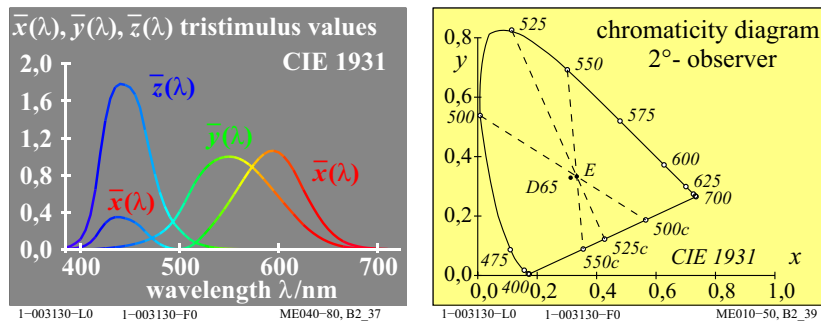 x̅(λ), y̅(λ), z̅(λ) tristimulus values
CIE 1931
2,0
1,6
1,2
0,8
0,4
0,0
z̅(λ)
y̅(λ)
x̅(λ)
x̅(λ)
400 500 600 700
wavelength λ/nm
1–003130–L0 1–003130–F0 ME040–80, B2_37
chromaticity diagram
2°- observer
y
0,8
0,6
0,4
0,2
0,0
525
550
500
575
600
625
700
E
D65
500c
525c
550c
475
400
CIE 1931
0,0 0,2 0,4 0,6 0,8 1,0
x
1–003130–L0 1–003130–F0 ME010–50, B2_39